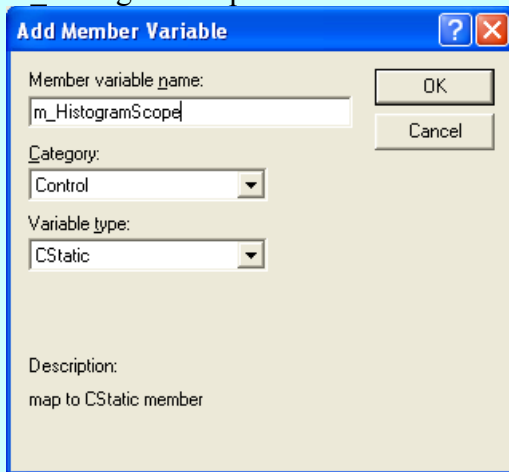 Add Member Variable
Member variable name:
OK
m_HistogramScope
Cancel
Category:
Control
Variable type:
CStatic
Description:
map to CStatic member